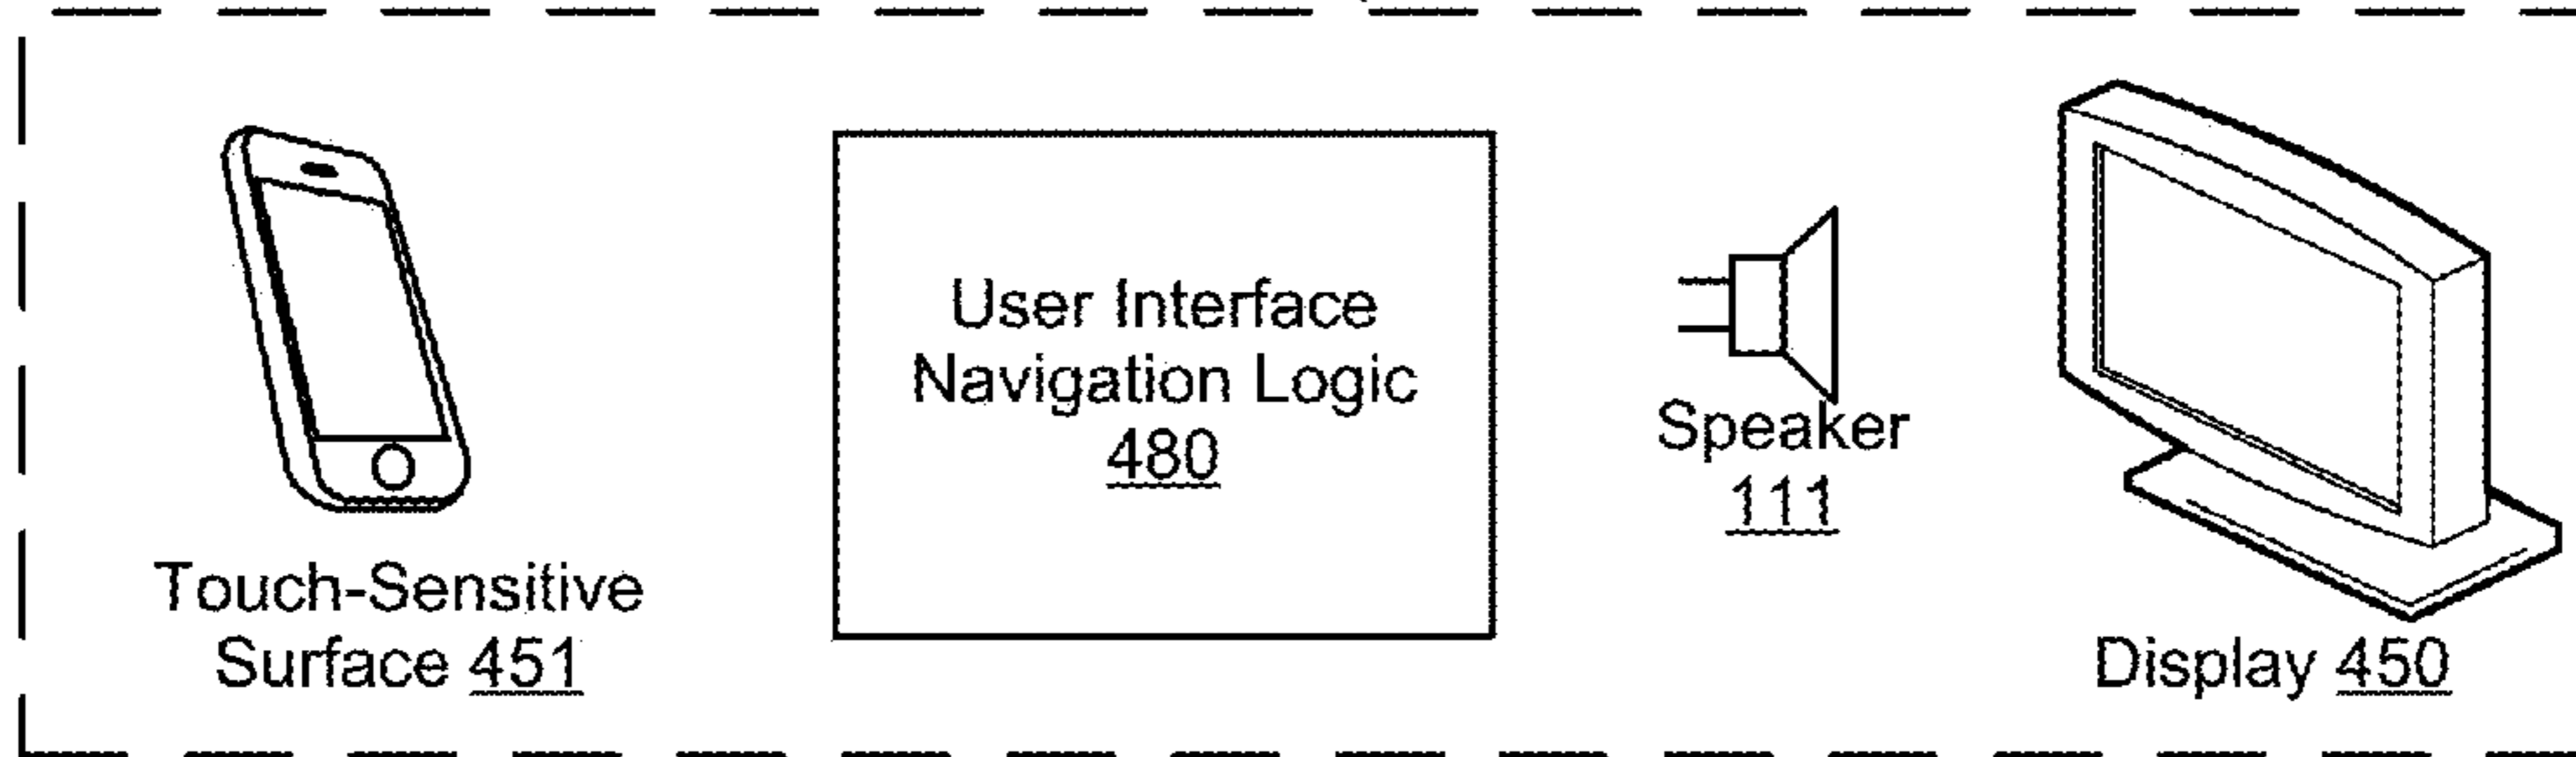 Touch-Sensitive
Surface 451
User Interface
Navigation Logic
480
Speaker
111
Display 450